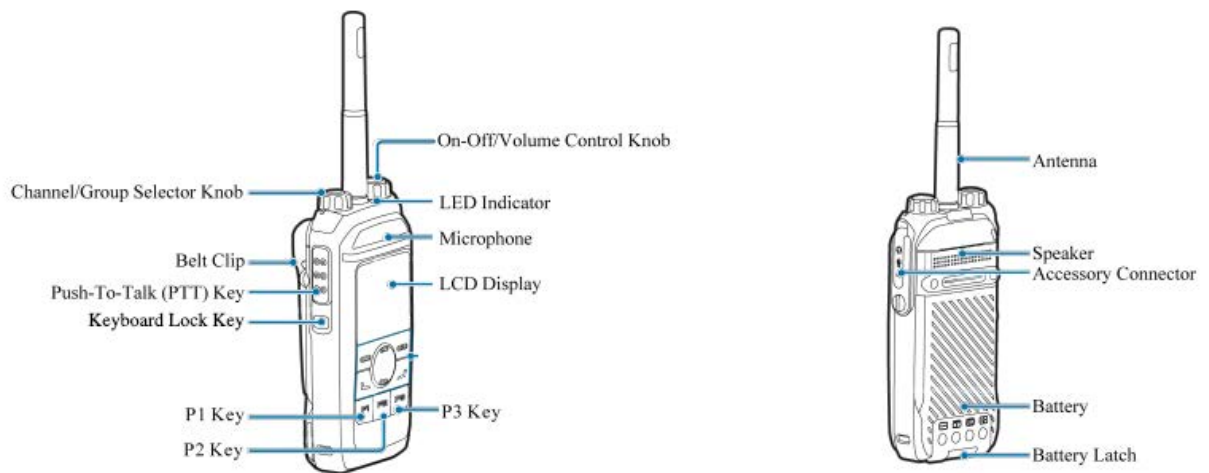 On-Off/Volume Control Knob
Channel/Group Selector Knob
LED Indicator
Microphone
Belt Clip
LCD Display
Push-To-Talk (PTT) Key
Keyboard Lock Key
P1 Key
P3 Key
P2 Key
Antenna
Speaker
Accessory Connector
Battery
Battery Latch